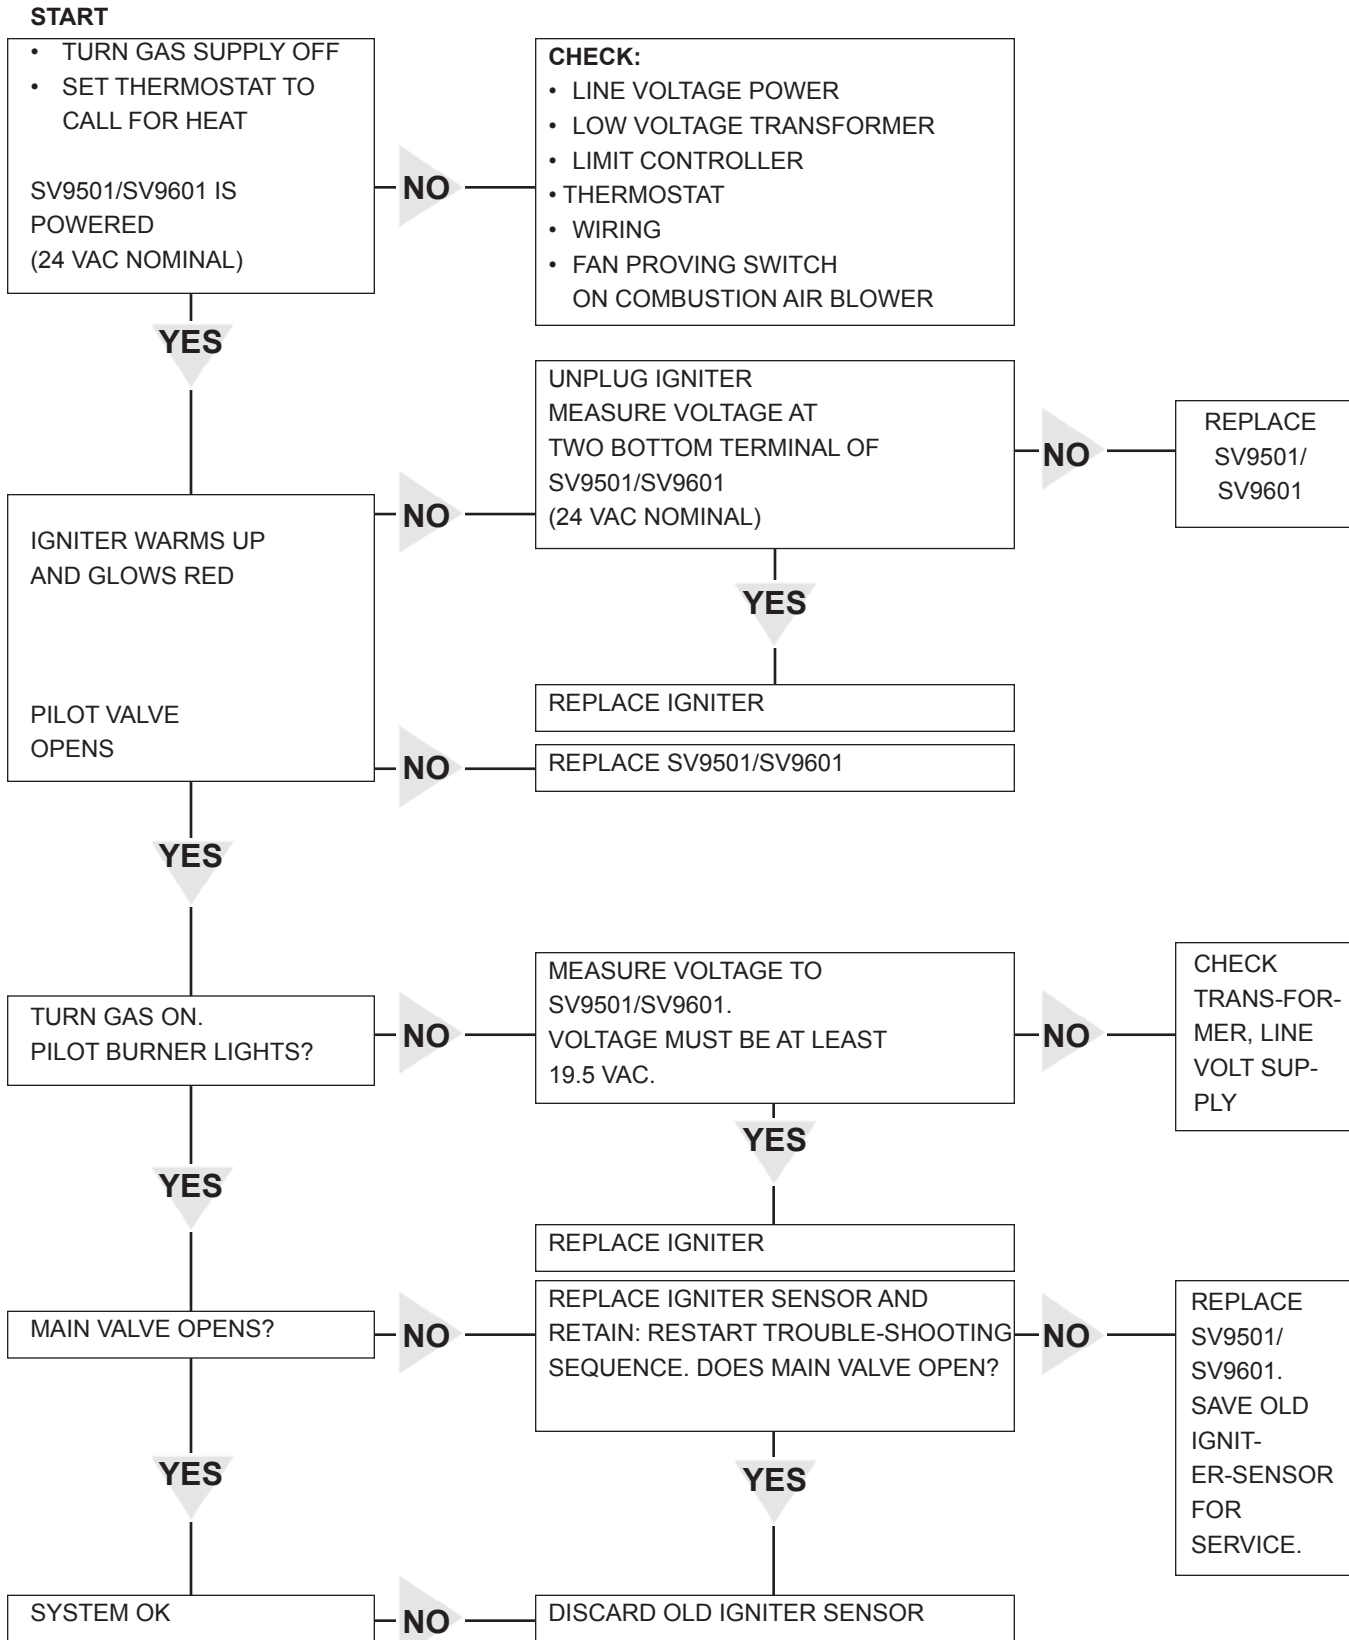 START
• TURN GAS SUPPLY OFF
• SET THERMOSTAT TO
CALL FOR HEAT
SV9501/SV9601 IS
POWERED
(24 VAC NOMINAL)
NO
CHECK:
• LINE VOLTAGE POWER
• LOW VOLTAGE TRANSFORMER
• LIMIT CONTROLLER
• THERMOSTAT
• WIRING
• FAN PROVING SWITCH
ON COMBUSTION AIR BLOWER
YES
IGNITER WARMS UP
AND GLOWS RED
NO
UNPLUG IGNITER
MEASURE VOLTAGE AT
TWO BOTTOM TERMINAL OF
SV9501/SV9601
(24 VAC NOMINAL)
NO
REPLACE
SV9501/
SV9601
YES
REPLACE IGNITER
PILOT VALVE
OPENS
NO
REPLACE SV9501/SV9601
YES
TURN GAS ON.
PILOT BURNER LIGHTS?
NO
MEASURE VOLTAGE TO
SV9501/SV9601.
VOLTAGE MUST BE AT LEAST
19.5 VAC.
NO
CHECK
TRANS-FOR-
MER, LINE
VOLT SUP-
PLY
YES
REPLACE IGNITER
YES
MAIN VALVE OPENS?
NO
REPLACE IGNITER SENSOR AND
RETAIN: RESTART TROUBLE-SHOOTING
SEQUENCE. DOES MAIN VALVE OPEN?
NO
REPLACE
SV9501/
SV9601.
SAVE OLD
IGNIT-
ER-SENSOR
FOR
SERVICE.
YES
YES
SYSTEM OK
NO
DISCARD OLD IGNITER SENSOR